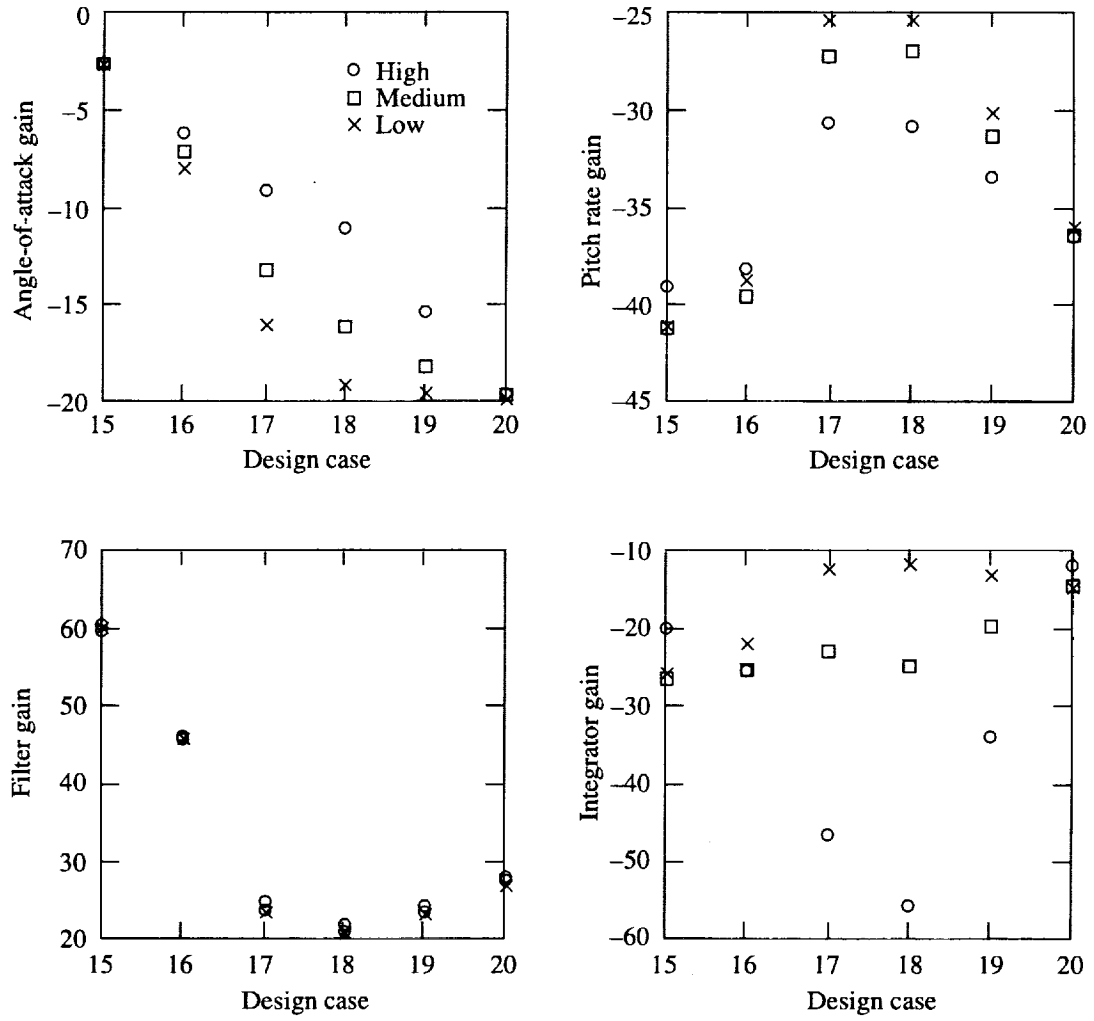 0
−5
−10
−15
−20
Angle-of-attack gain
High
Medium
Low
15 16 17 18 19 20
Design case
−25
−30
−35
−40
−45
Pitch rate gain
15 16 17 18 19 20
Design case
70
60
50
40
30
20
Filter gain
15 16 17 18 19 20
Design case
−10
−20
−30
−40
−50
−60
Integrator gain
15 16 17 18 19 20
Design case